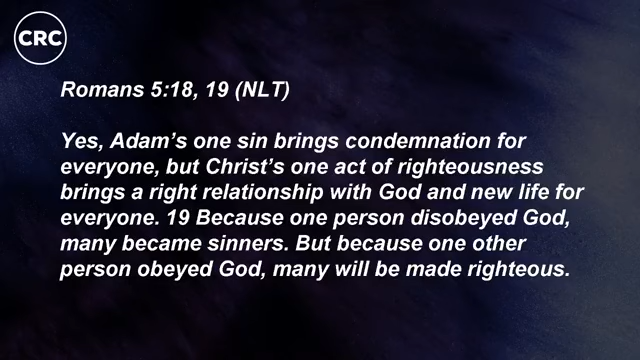 CRC
Romans 5:18, 19 (NLT)
Yes, Adam's one sin brings condemnation for
everyone, but Christ's one act of righteousness
brings a right relationship with God and new life for
everyone. 19 Because one person disobeyed God,
many became sinners. But because one other
person obeyed God, many will be made righteous.